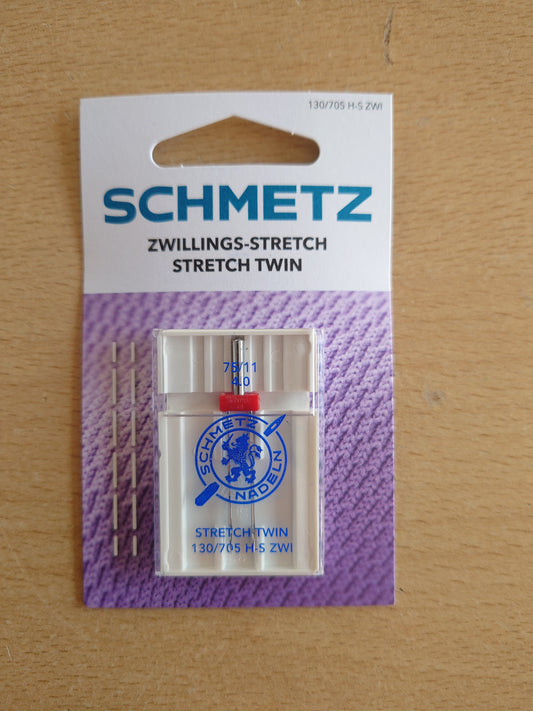 130/705 H-S ZWI
SCHMETZ
ZWILLINGS-STRETCH
STRETCH TWIN
75/11
4.0
SCHMETZ
NADELN
STRETCH TWIN
130/705 H-S ZWI